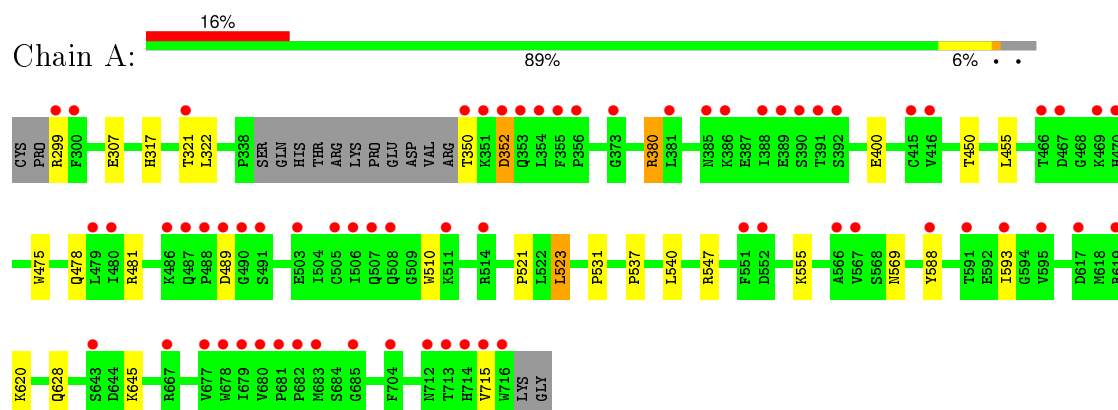 16%
Chain A:
89% 6% • •
CYS PRO R299 F300 E307 H317 T321 L322 P338 SER GLN HIS THR ARG LYS PRO GLU ASP VAL ARG T350 K351 D352 Q353 L354 F355 P356 G373 R380 L381 N385 K386 E387 I388 E389 S390 T391 S392 E400 C415 V416 T450 L455 T466 D467 G468 K469 H470
W475 Q478 L479 I480 R481 K486 Q487 P488 D489 G490 S491 E503 I504 C505 I506 Q507 Q508 G509 W510 K511 R514 P521 L522 L523 P531 P537 L540 R547 F551 D552 K555 A566 V567 S568 N569 Y588 T591 E592 I593 G594 V595 D617 M618 R619
K620 Q628 S643 D644 K645 R667 V677 W678 I679 V680 P681 P682 M683 S684 G685 F704 N712 T713 H714 V715 W716 LYS GLY